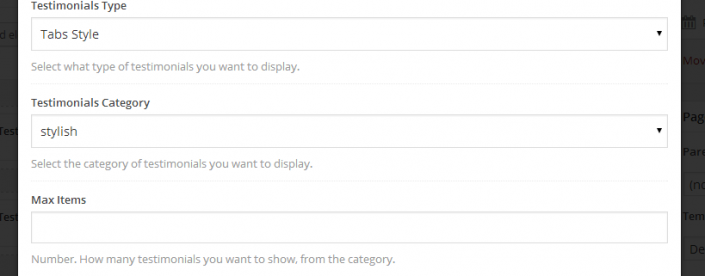 Testimonials Type
Tabs Style
Select what type of testimonials you want to display.
Testimonials Category
stylish
Select the category of testimonials you want to display.
Max Items
Number. How many testimonials you want to show, from the category.
d el
Test
Test
Mov
Pag
Pare
(no
Tem
De